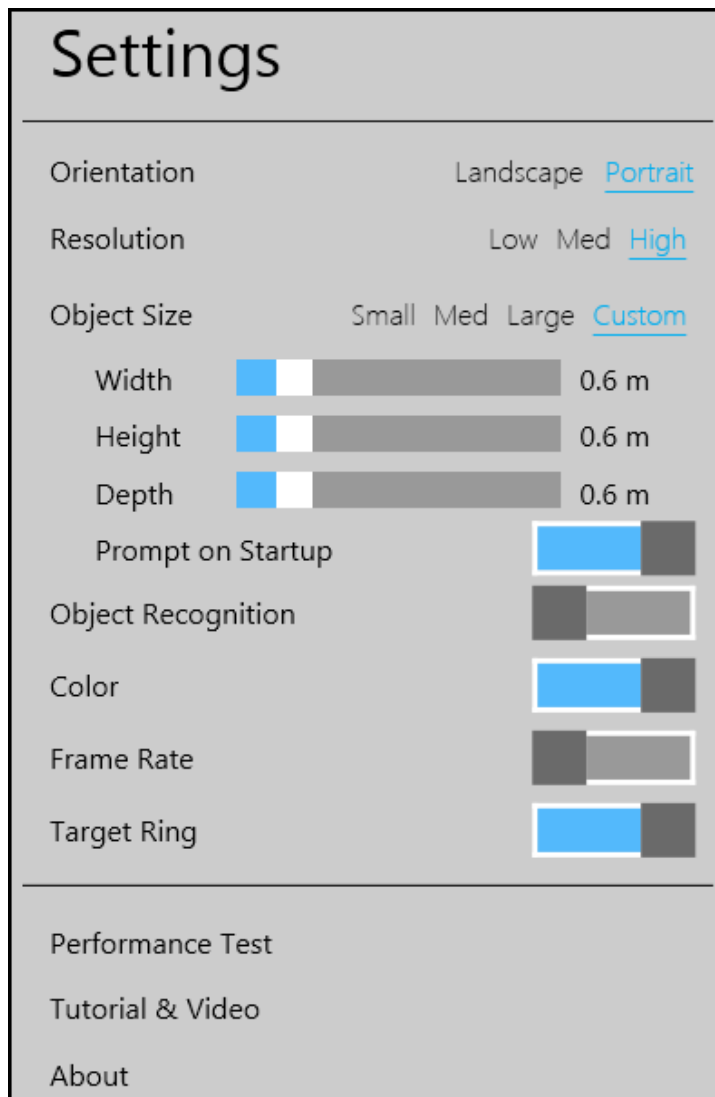 Settings
Orientation Landscape Portrait
Resolution Low Med High
Object Size Small Med Large Custom
Width 0.6 m
Height 0.6 m
Depth 0.6 m
Prompt on Startup
Object Recognition
Color
Frame Rate
Target Ring
Performance Test
Tutorial & Video
About